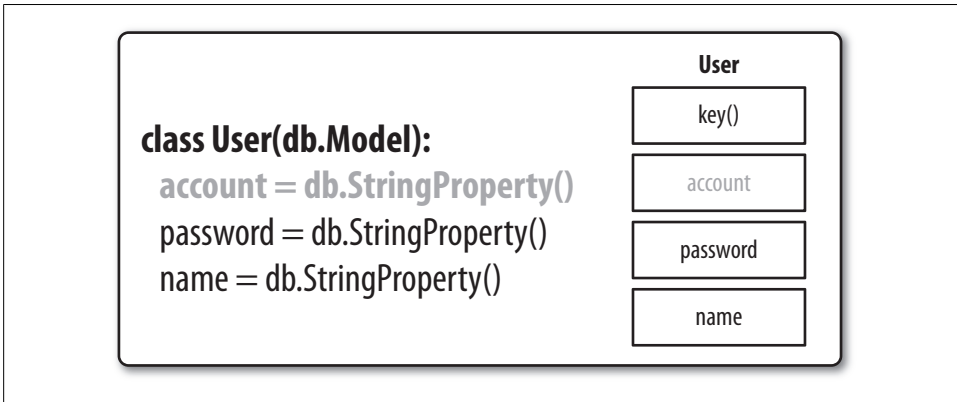 class User(db.Model):
account = db.StringProperty()
password = db.StringProperty()
name = db.StringProperty()
User
key()
account
password
name